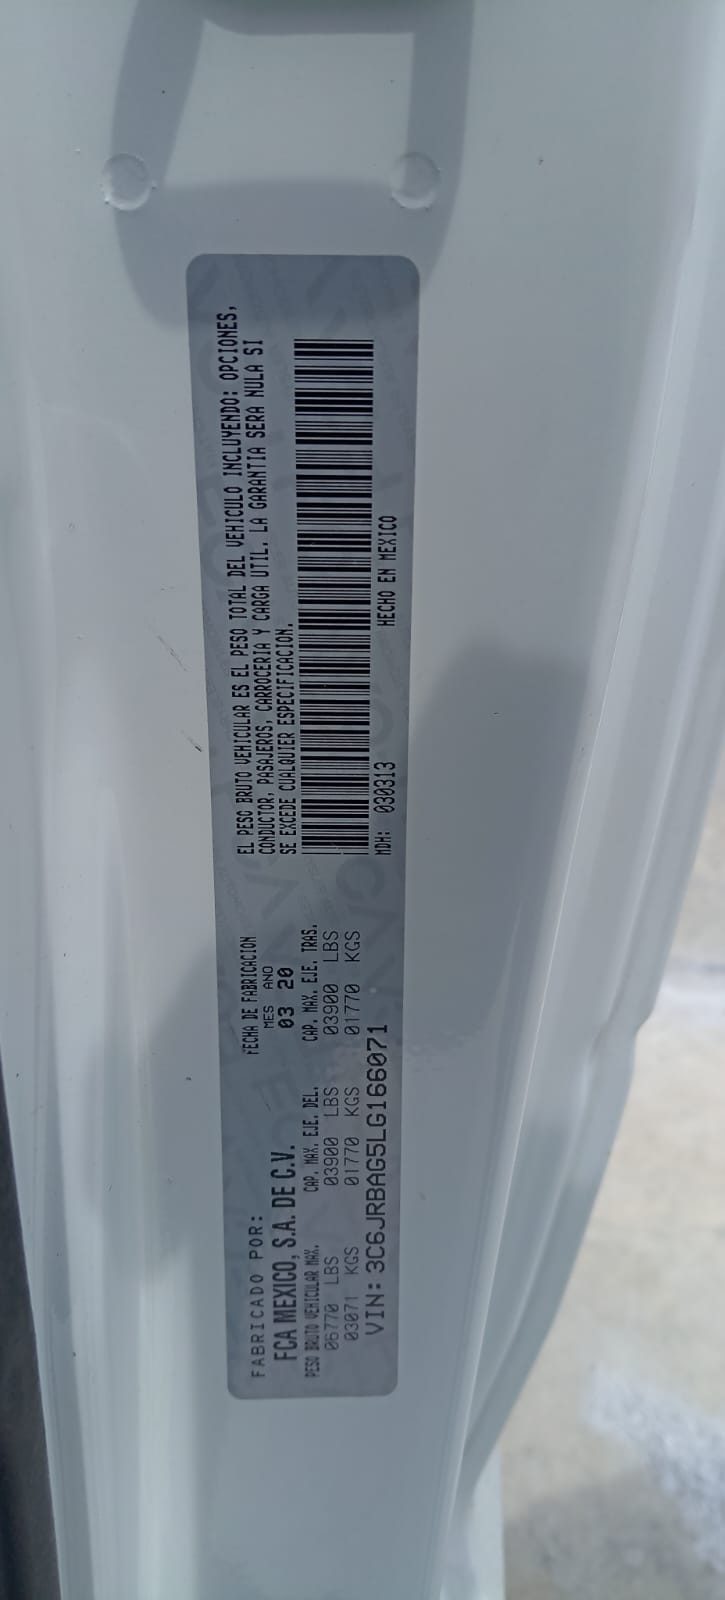 FABRICADO POR:
FCA MEXICO, S.A. DE C.V.
FECHA DE FABRICACION
MES AÑO
03 20
PESO BRUTO VEHICULAR MAX.
06770 LBS
03071 KGS
CAP. MAX. EJE. DEL.
03900 LBS
01770 KGS
CAP. MAX. EJE. TRAS.
03900 LBS
01770 KGS
VIN: 3C6JRBAG5LG166071
EL PESO BRUTO VEHICULAR ES EL PESO TOTAL DEL VEHICULO INCLUYENDO: OPCIONES,
CONDUCTOR, PASAJEROS, CARROCERIA Y CARGA UTIL. LA GARANTIA SERA NULA SI
SE EXCEDE CUALQUIER ESPECIFICACION.
MDH: 030313
HECHO EN MEXICO